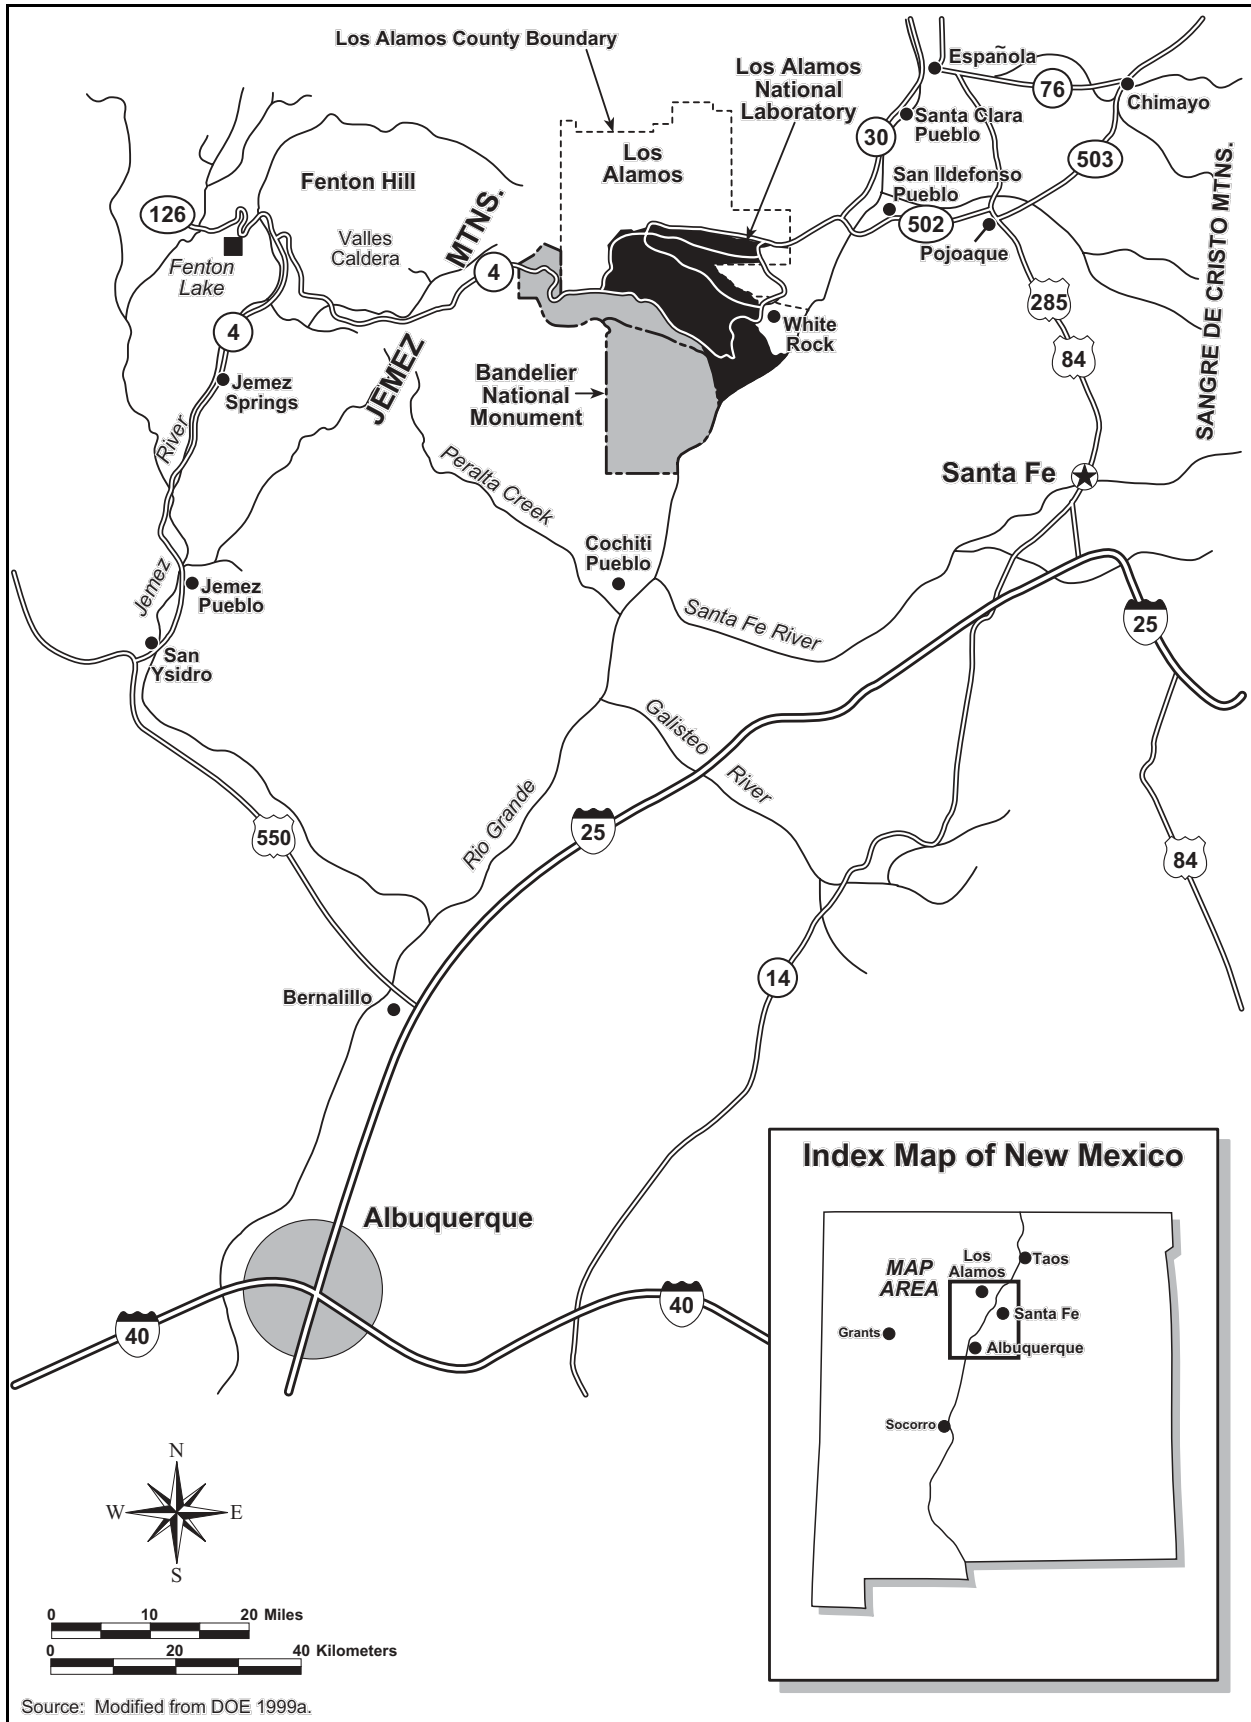 Los Alamos County Boundary
Los Alamos
National
Laboratory
Española
76
Chimayo
Santa Clara
Pueblo
30
503
Los
Alamos
San Ildefonso
Pueblo
502
Pojoaque
SANGRE DE CRISTO MTNS.
Fenton Hill
126
Valles
Caldera
MTNS.
Fenton
Lake
4
4
285
White
Rock
84
JEMEZ
Bandelier
National
Monument
Jemez
Springs
River
Santa Fe
Peralta Creek
Cochiti
Pueblo
Jemez
Jemez
Pueblo
Santa Fe River
25
San
Ysidro
Galisteo
River
Rio Grande
25
550
84
14
Bernalillo
Albuquerque
40
40
Index Map of New Mexico
MAP
AREA
Los
Alamos
Taos
Santa Fe
Grants
Albuquerque
Socorro
N
W
E
S
0 10 20 Miles
0 20 40 Kilometers
Source: Modified from DOE 1999a.